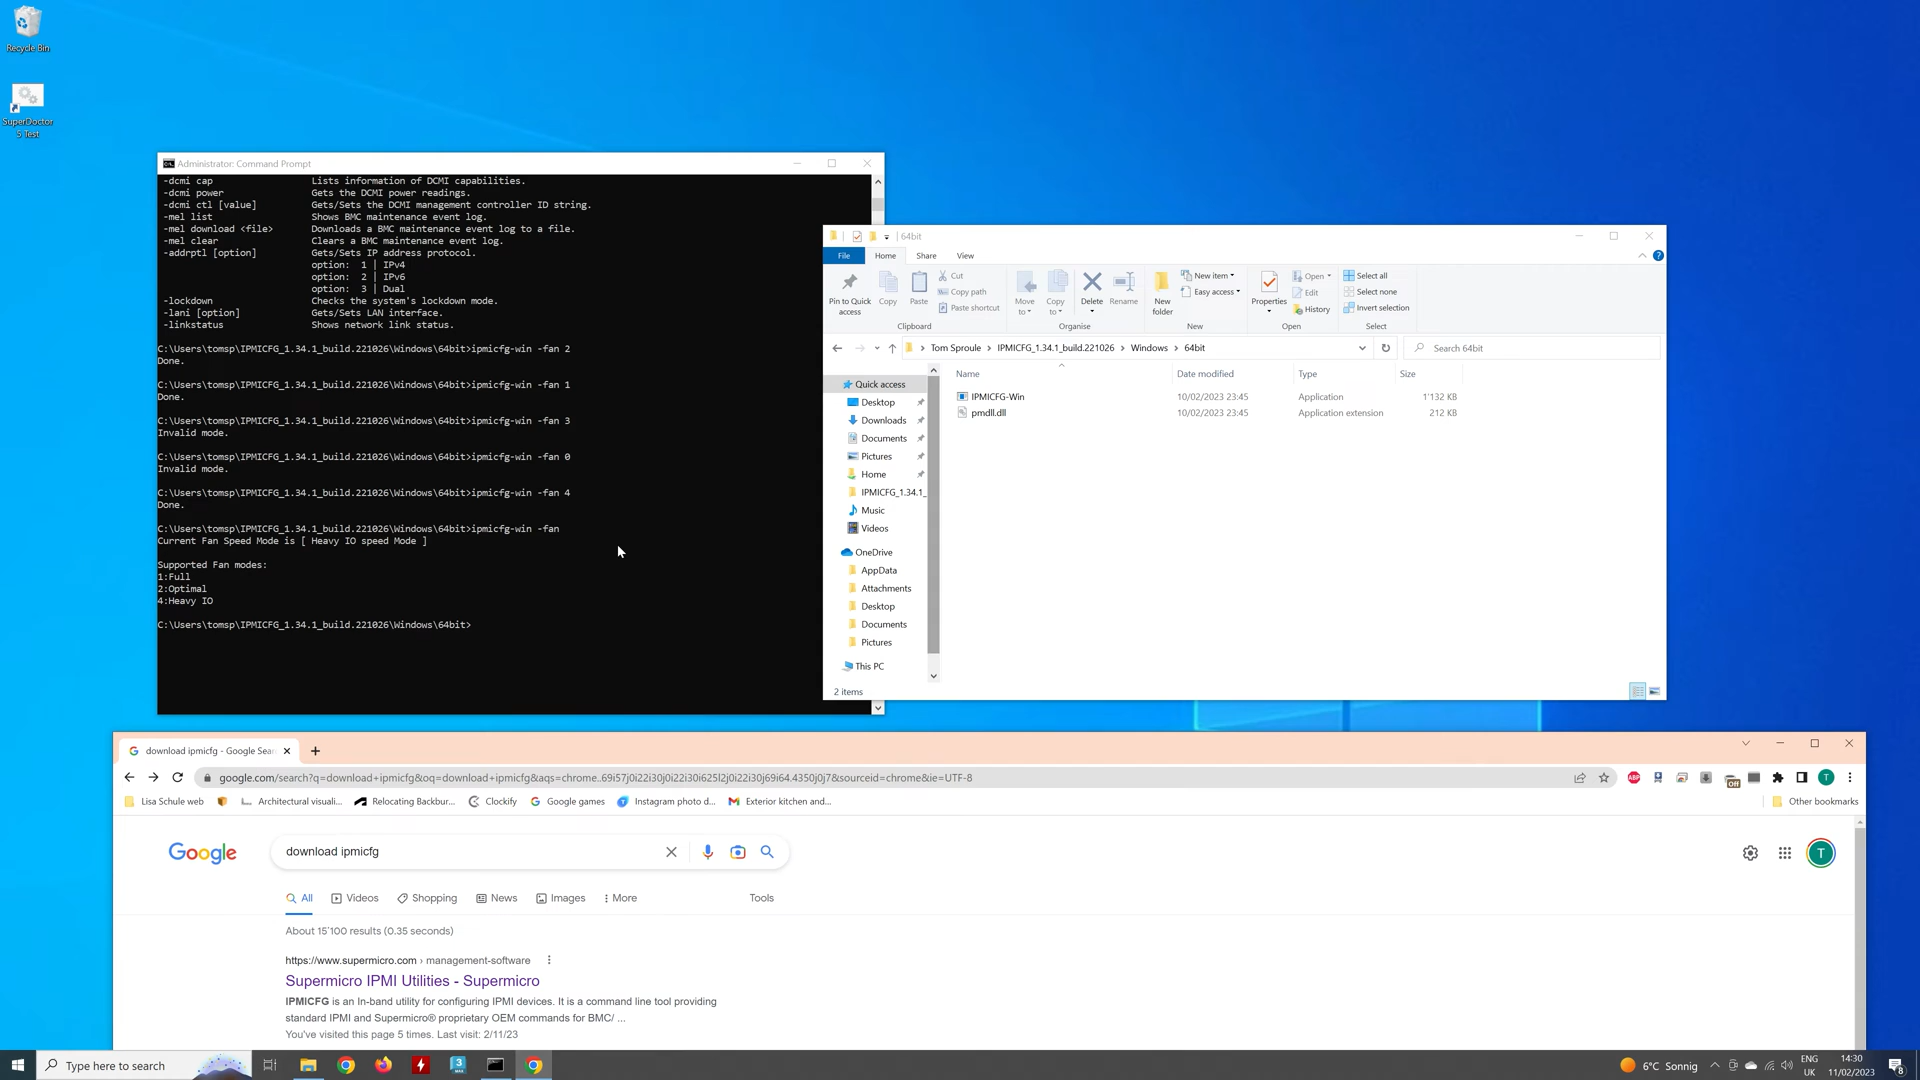 Recycle Bin
SuperDoctor
5 Test
Administrator: Command Prompt
-dcmi cap Lists information of DCMI capabilities.
-dcmi power Gets the DCMI power readings.
-dcmi ctl [value] Gets/Sets the DCMI management controller ID string.
-mel list Shows BMC maintenance event log.
-mel download <file> Downloads a BMC maintenance event log to a file.
-mel clear Clears a BMC maintenance event log.
-addrptl [option] Gets/Sets IP address protocol.
option: 1 | IPv4
option: 2 | IPv6
option: 3 | Dual
-lockdown Checks the system's lockdown mode.
-lani [option] Gets/Sets LAN interface.
-linkstatus Shows network link status.
C:\Users\tomsp\IPMICFG_1.34.1_build.221026\Windows\64bit>ipmicfg-win -fan 2
Done.
C:\Users\tomsp\IPMICFG_1.34.1_build.221026\Windows\64bit>ipmicfg-win -fan 1
Done.
C:\Users\tomsp\IPMICFG_1.34.1_build.221026\Windows\64bit>ipmicfg-win -fan 3
Invalid mode.
C:\Users\tomsp\IPMICFG_1.34.1_build.221026\Windows\64bit>ipmicfg-win -fan 0
Invalid mode.
C:\Users\tomsp\IPMICFG_1.34.1_build.221026\Windows\64bit>ipmicfg-win -fan 4
Done.
C:\Users\tomsp\IPMICFG_1.34.1_build.221026\Windows\64bit>ipmicfg-win -fan
Current Fan Speed Mode is [ Heavy IO speed Mode ]
Supported Fan modes:
1:Full
2:Optimal
4:Heavy IO
C:\Users\tomsp\IPMICFG_1.34.1_build.221026\Windows\64bit>
64bit
File Home Share View
Pin to Quick access
Copy
Paste
Cut
Copy path
Paste shortcut
Clipboard
Move to
Copy to
Delete
Rename
Organise
New folder
New item
Easy access
New
Properties
Open
Edit
History
Open
Select all
Select none
Invert selection
Select
Tom Sproule > IPMICFG_1.34.1_build.221026 > Windows > 64bit
Search 64bit
Quick access
Desktop
Downloads
Documents
Pictures
Home
IPMICFG_1.34.1_
Music
Videos
OneDrive
AppData
Attachments
Desktop
Documents
Pictures
This PC
Name Date modified Type Size
IPMICFG-Win 10/02/2023 23:45 Application 1'132 KB
pmdll.dll 10/02/2023 23:45 Application extension 212 KB
2 items
download ipmicfg - Google Sear
google.com/search?q=download+ipmicfg&oq=download+ipmicfg&aqs=chrome..69i57j0i22i30j0i22i30i625l2j0i22i30j69i64.4350j0j7&sourceid=chrome&ie=UTF-8
ABP
Off
T
Lisa Schule web
Architectural visuali...
Relocating Backbur...
Clockify
Google games
Instagram photo d...
Exterior kitchen and...
Other bookmarks
Google
download ipmicfg
T
All Videos Shopping News Images More Tools
About 15'100 results (0.35 seconds)
https://www.supermicro.com › management-software
Supermicro IPMI Utilities - Supermicro
IPMICFG is an In-band utility for configuring IPMI devices. It is a command line tool providing
standard IPMI and Supermicro® proprietary OEM commands for BMC/ ...
You've visited this page 5 times. Last visit: 2/11/23
Type here to search
3
MAX
6°C Sonnig
ENG
UK
14:30
11/02/2023
8